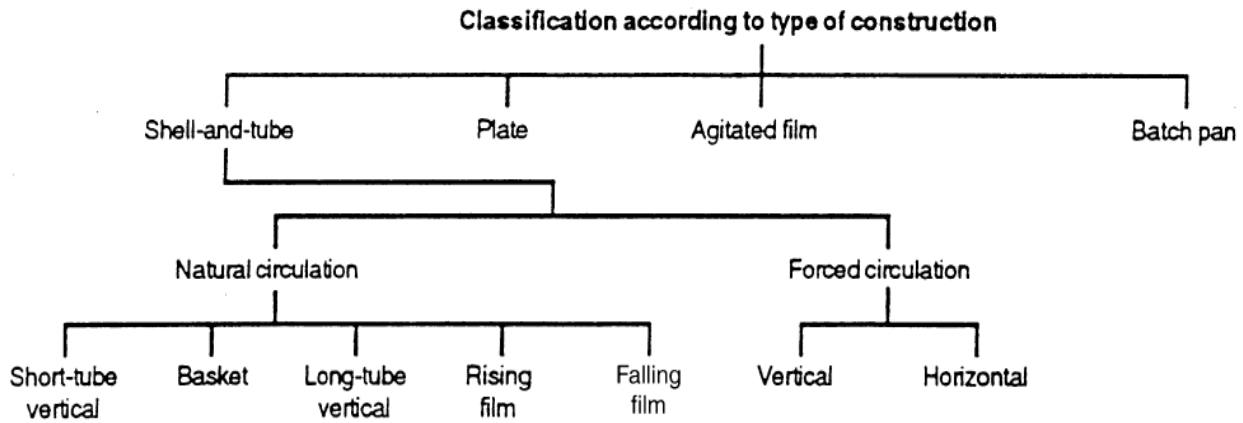 Classification according to type of construction
Shell-and-tube
Plate
Agitated film
Batch pan
Natural circulation
Forced circulation
Short-tube
vertical
Basket
Long-tube
vertical
Rising
film
Falling
film
Vertical
Horizontal